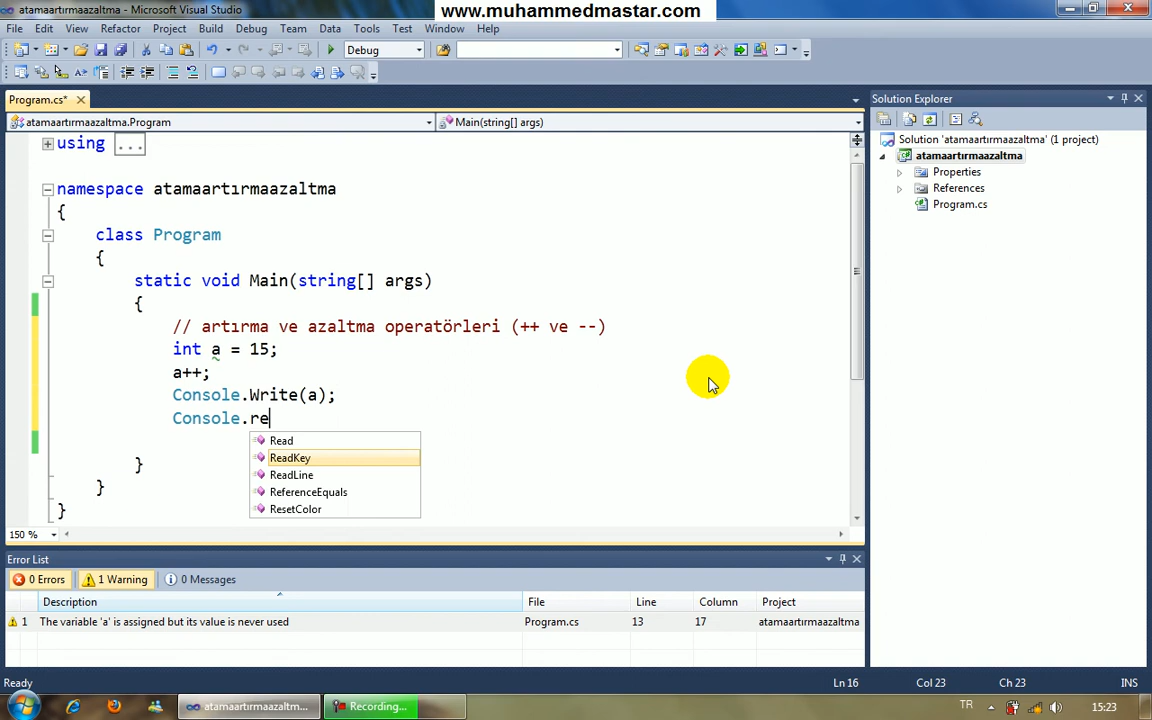 atamaartırmaazaltma - Microsoft Visual Studio
www.muhammedmastar.com
File Edit View Refactor Project Build Debug Team Data Tools Test Window Help
Debug
Program.cs*
Solution Explorer
atamaartırmaazaltma.Program
Main(string[] args)
Solution 'atamaartırmaazaltma' (1 project)
atamaartırmaazaltma
Properties
References
Program.cs
using ...
namespace atamaartırmaazaltma
{
class Program
{
static void Main(string[] args)
{
// artırma ve azaltma operatörleri (++ ve --)
int a = 15;
a++;
Console.Write(a);
Console.re
Read
ReadKey
ReadLine
ReferenceEquals
ResetColor
}
}
}
150 %
Error List
0 Errors 1 Warning 0 Messages
Description File Line Column Project
1 The variable 'a' is assigned but its value is never used Program.cs 13 17 atamaartırmaazaltma
Ready Ln 16 Col 23 Ch 23 INS
atamaartırmaazaltm... Recording... TR 15:23